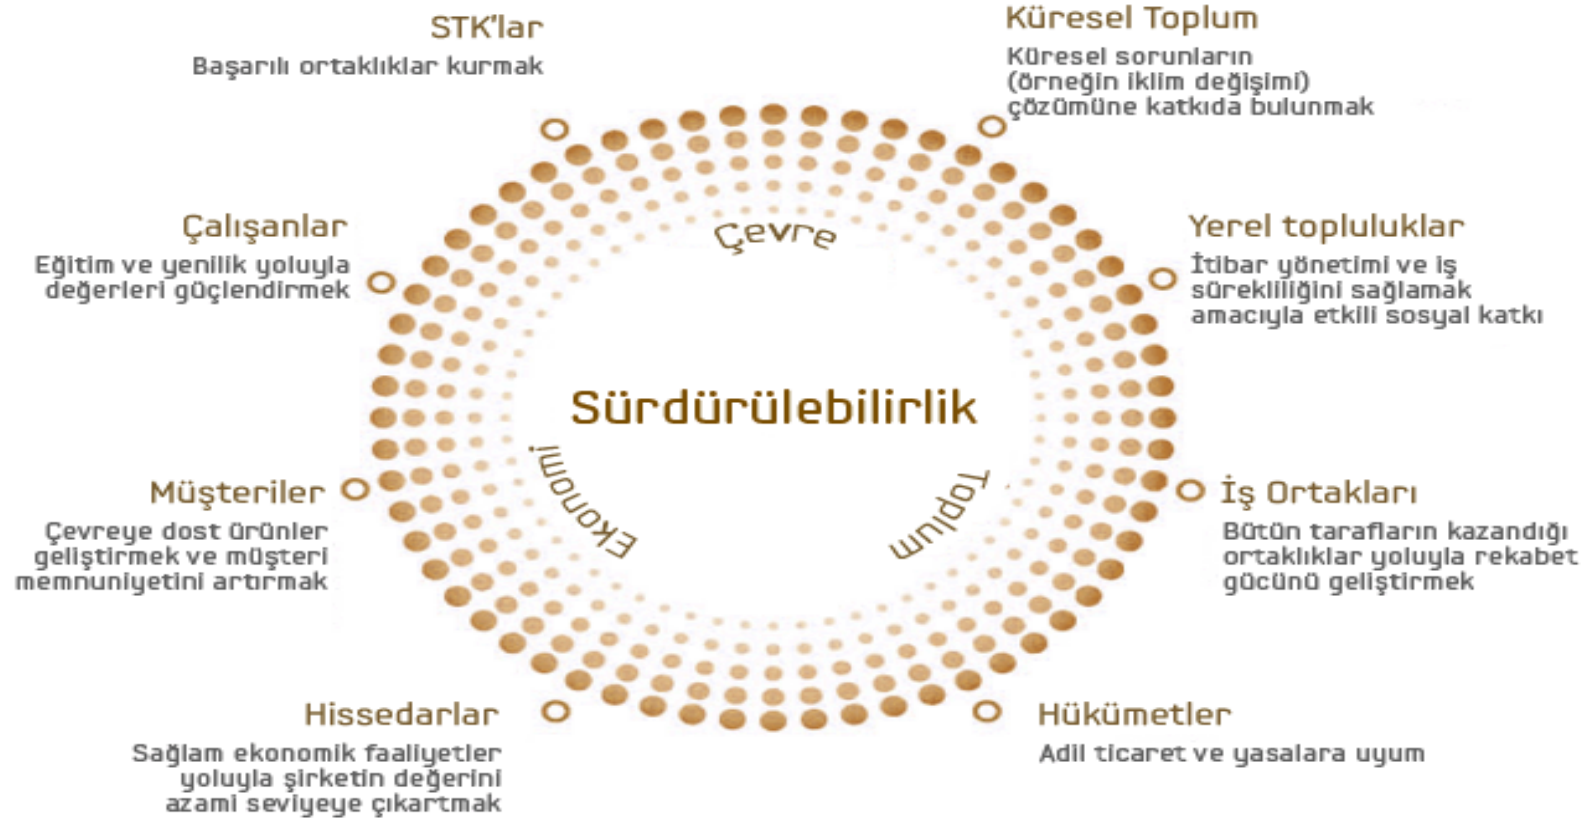 STK'lar
Başarılı ortaklıklar kurmak
Küresel Toplum
Küresel sorunların
(örneğin iklim değişimi)
çözümüne katkıda bulunmak
Çalışanlar
Eğitim ve yenilik yoluyla
değerleri güçlendirmek
Yerel topluluklar
İtibar yönetimi ve iş
sürekliliğini sağlamak
amacıyla etkili sosyal katkı
Çevre
Sürdürülebilirlik
Ekonomi
Toplum
Müşteriler
Çevreye dost ürünler
geliştirmek ve müşteri
memnuniyetini artırmak
İş Ortakları
Bütün tarafların kazandığı
ortaklıklar yoluyla rekabet
gücünü geliştirmek
Hissedarlar
Sağlam ekonomik faaliyetler
yoluyla şirketin değerini
azami seviyeye çıkartmak
Hükümetler
Adil ticaret ve yasalara uyum